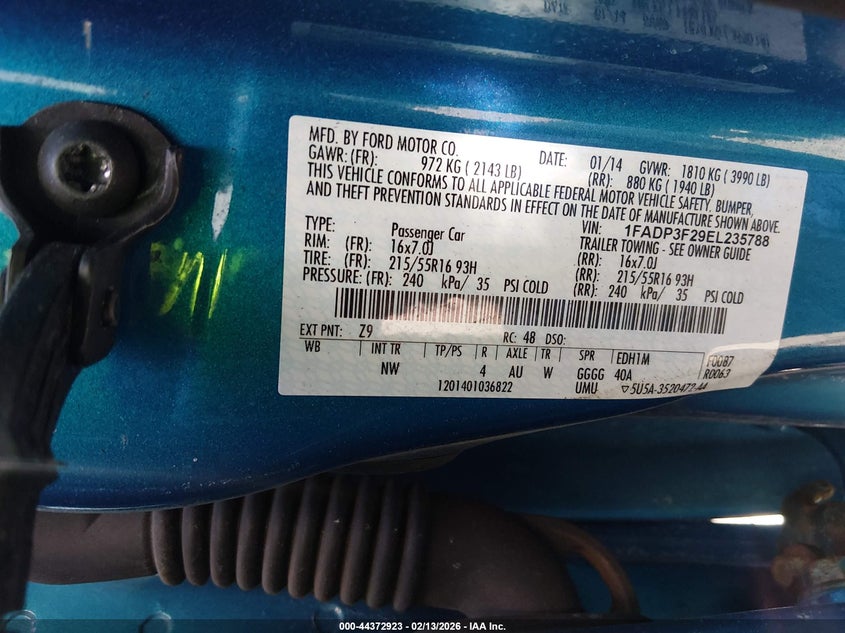 MFD. BY FORD MOTOR CO. DATE: 01/14 GVWR: 1810 KG ( 3990 LB)
GAWR: (FR): 972 KG ( 2143 LB) (RR): 880 KG ( 1940 LB)
THIS VEHICLE CONFORMS TO ALL APPLICABLE FEDERAL MOTOR VEHICLE SAFETY, BUMPER,
AND THEFT PREVENTION STANDARDS IN EFFECT ON THE DATE OF MANUFACTURE SHOWN ABOVE.
VIN: 1FADP3F29EL235788
TYPE: Passenger Car TRAILER TOWING - SEE OWNER GUIDE
RIM: (FR): 16x7.0J (RR): 16x7.0J
TIRE: (FR): 215/55R16 93H (RR): 215/55R16 93H
PRESSURE: (FR): 240 kPa/ 35 PSI COLD (RR): 240 kPa/ 35 PSI COLD
EXT PNT: Z9 RC: 48 DSO:
WB INT TR TP/PS R AXLE TR SPR EDH1M F0087
NW 4 AU W GGGG 40A R0063
1201401036822 UMU ▽5U5A-3520472-AA
000-44372923 - 02/13/2026 - IAA Inc.